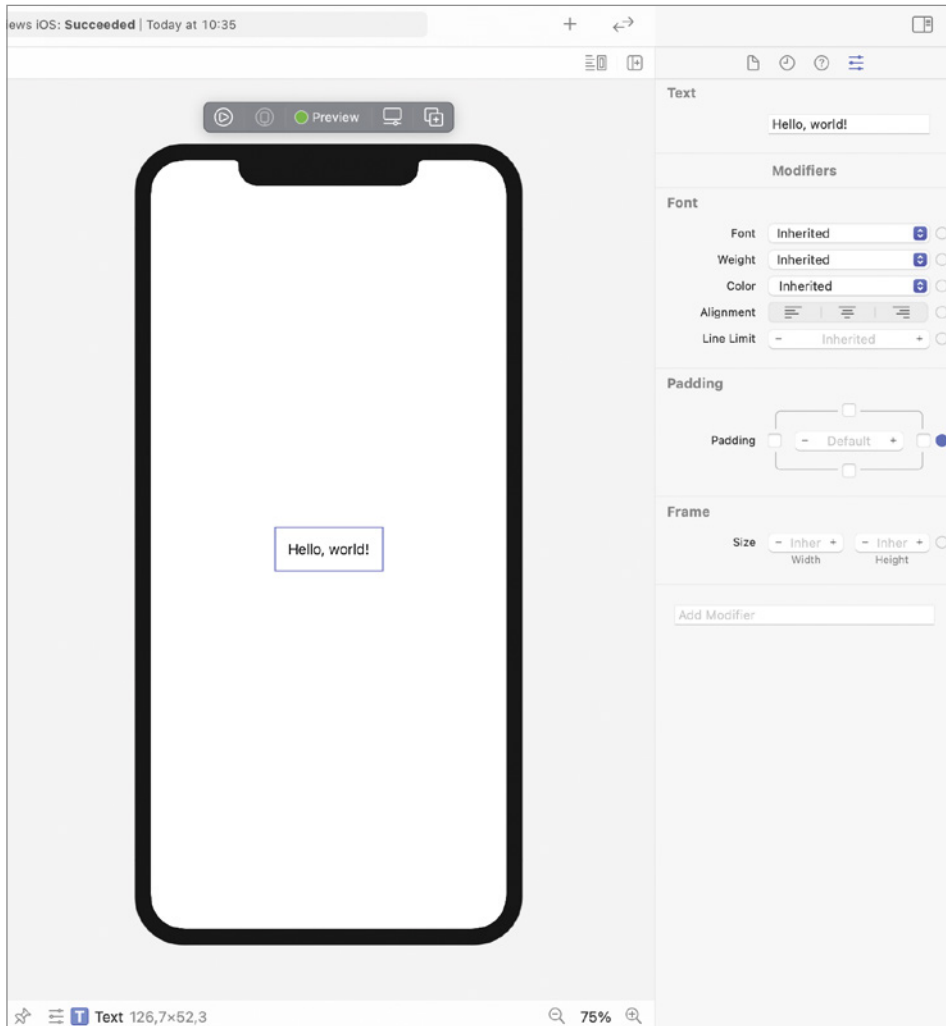 ews iOS: Succeeded | Today at 10:35
Preview
Text
Hello, world!
Modifiers
Font
Font Inherited
Weight Inherited
Color Inherited
Alignment
Line Limit - Inherited +
Padding
Padding - Default +
Frame
Size - Inher + - Inher +
Width Height
Add Modifier
Hello, world!
T Text 126,7×52,3 75%